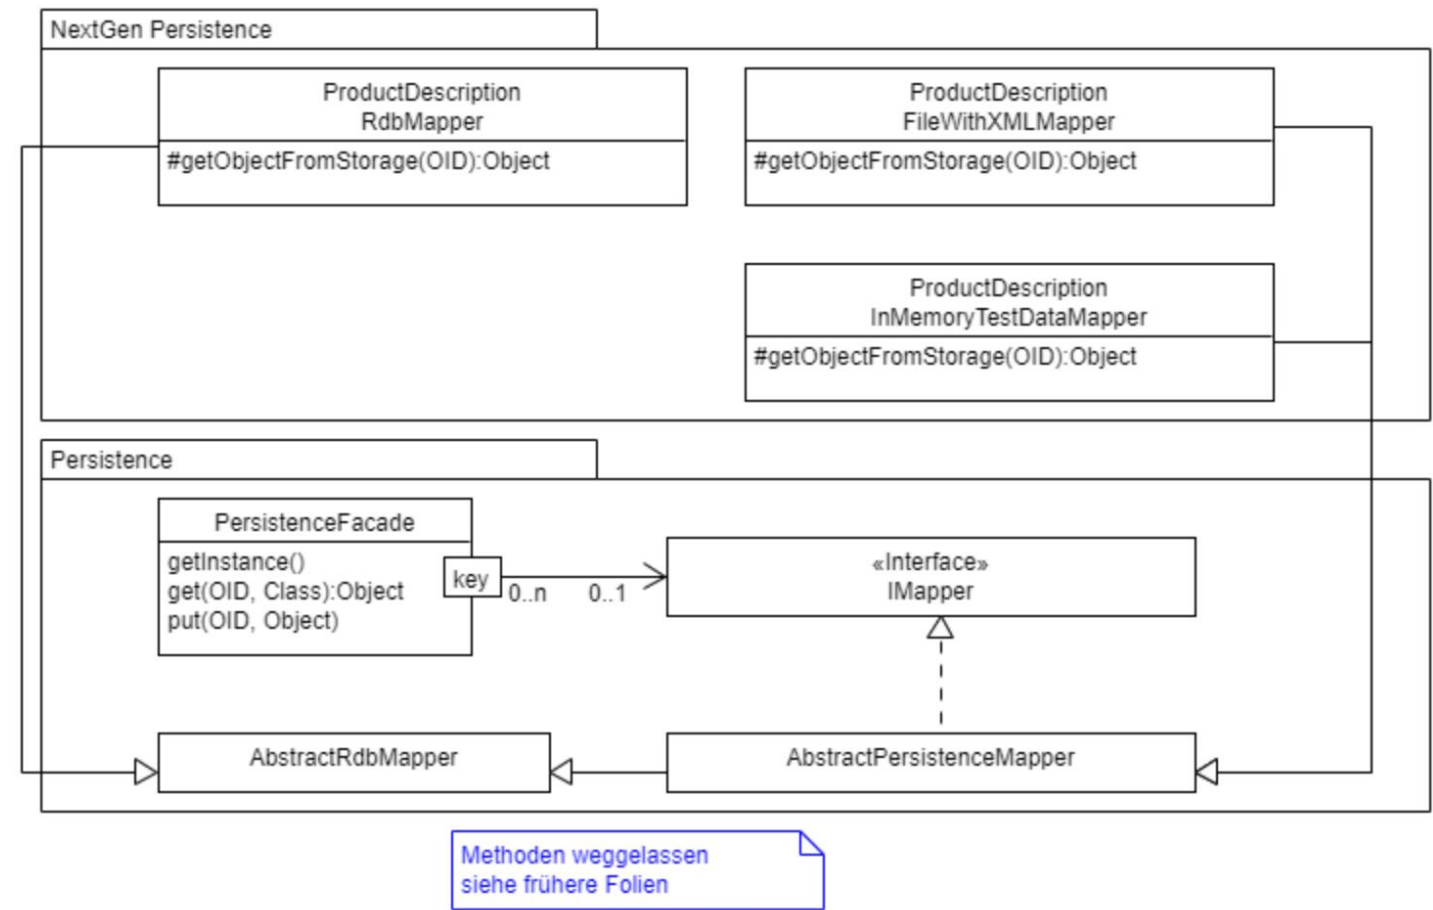 NextGen Persistence
ProductDescription
RdbMapper
#getObjectFromStorage(OID):Object
ProductDescription
FileWithXMLMapper
#getObjectFromStorage(OID):Object
ProductDescription
InMemoryTestDataMapper
#getObjectFromStorage(OID):Object
Persistence
PersistenceFacade
getInstance()
get(OID, Class):Object
put(OID, Object)
key
0..n
0..1
«Interface»
IMapper
AbstractRdbMapper
AbstractPersistenceMapper
Methoden weggelassen
siehe frühere Folien